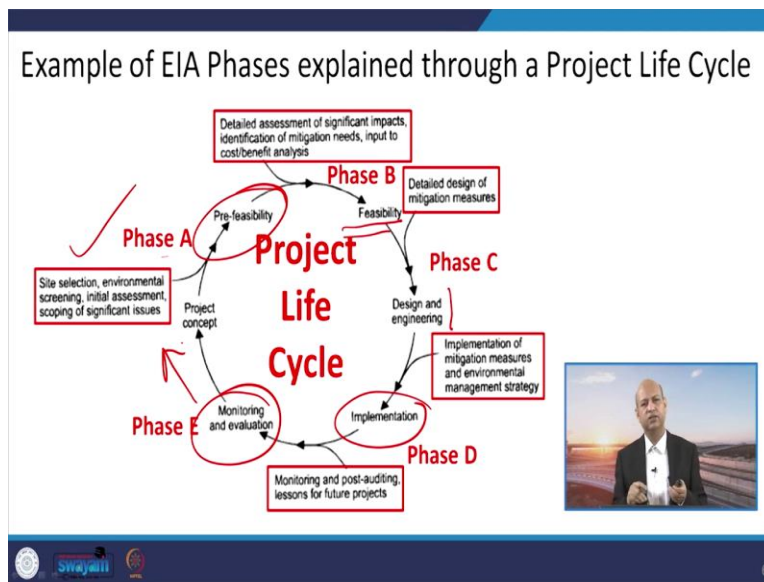 Example of EIA Phases explained through a Project Life Cycle
Detailed assessment of significant impacts,
identification of mitigation needs, input to
cost/benefit analysis
Phase B
Detailed design of
mitigation measures
Pre-feasibility
Feasibility
Phase A
Project
Life
Cycle
Phase C
Site selection, environmental
screening, initial assessment,
scoping of significant issues
Project
concept
Design and
engineering
Implementation of
mitigation measures
and environmental
management strategy
Monitoring
and evaluation
Phase E
Implementation
Phase D
Monitoring and post-auditing,
lessons for future projects
swayam